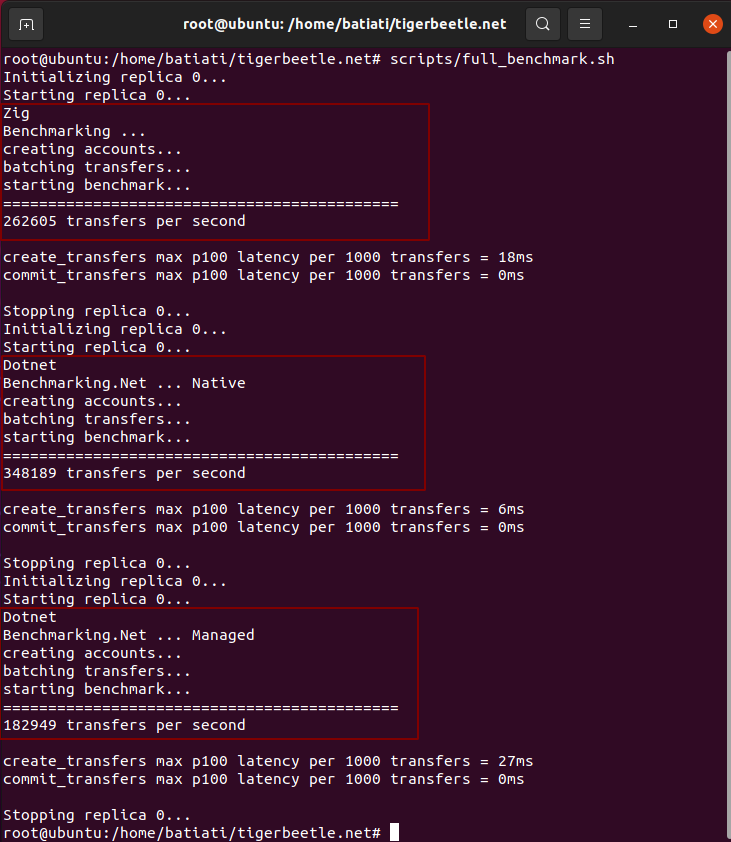 root@ubuntu: /home/batiati/tigerbeetle.net
root@ubuntu:/home/batiati/tigerbeetle.net# scripts/full_benchmark.sh
Initializing replica 0...
Starting replica 0...
Zig
Benchmarking ...
creating accounts...
batching transfers...
starting benchmark...
============================================
262605 transfers per second
create_transfers max p100 latency per 1000 transfers = 18ms
commit_transfers max p100 latency per 1000 transfers = 0ms
Stopping replica 0...
Initializing replica 0...
Starting replica 0...
Dotnet
Benchmarking.Net ... Native
creating accounts...
batching transfers...
starting benchmark...
============================================
348189 transfers per second
create_transfers max p100 latency per 1000 transfers = 6ms
commit_transfers max p100 latency per 1000 transfers = 0ms
Stopping replica 0...
Initializing replica 0...
Starting replica 0...
Dotnet
Benchmarking.Net ... Managed
creating accounts...
batching transfers...
starting benchmark...
============================================
182949 transfers per second
create_transfers max p100 latency per 1000 transfers = 27ms
commit_transfers max p100 latency per 1000 transfers = 0ms
Stopping replica 0...
root@ubuntu:/home/batiati/tigerbeetle.net#